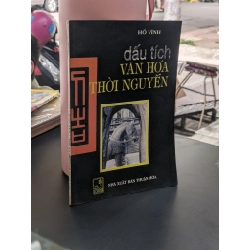 HỒ VĨNH
dấu tích
VĂN HÓA
THỜI NGUYỄN
NHÀ XUẤT BẢN THUẬN HÓA